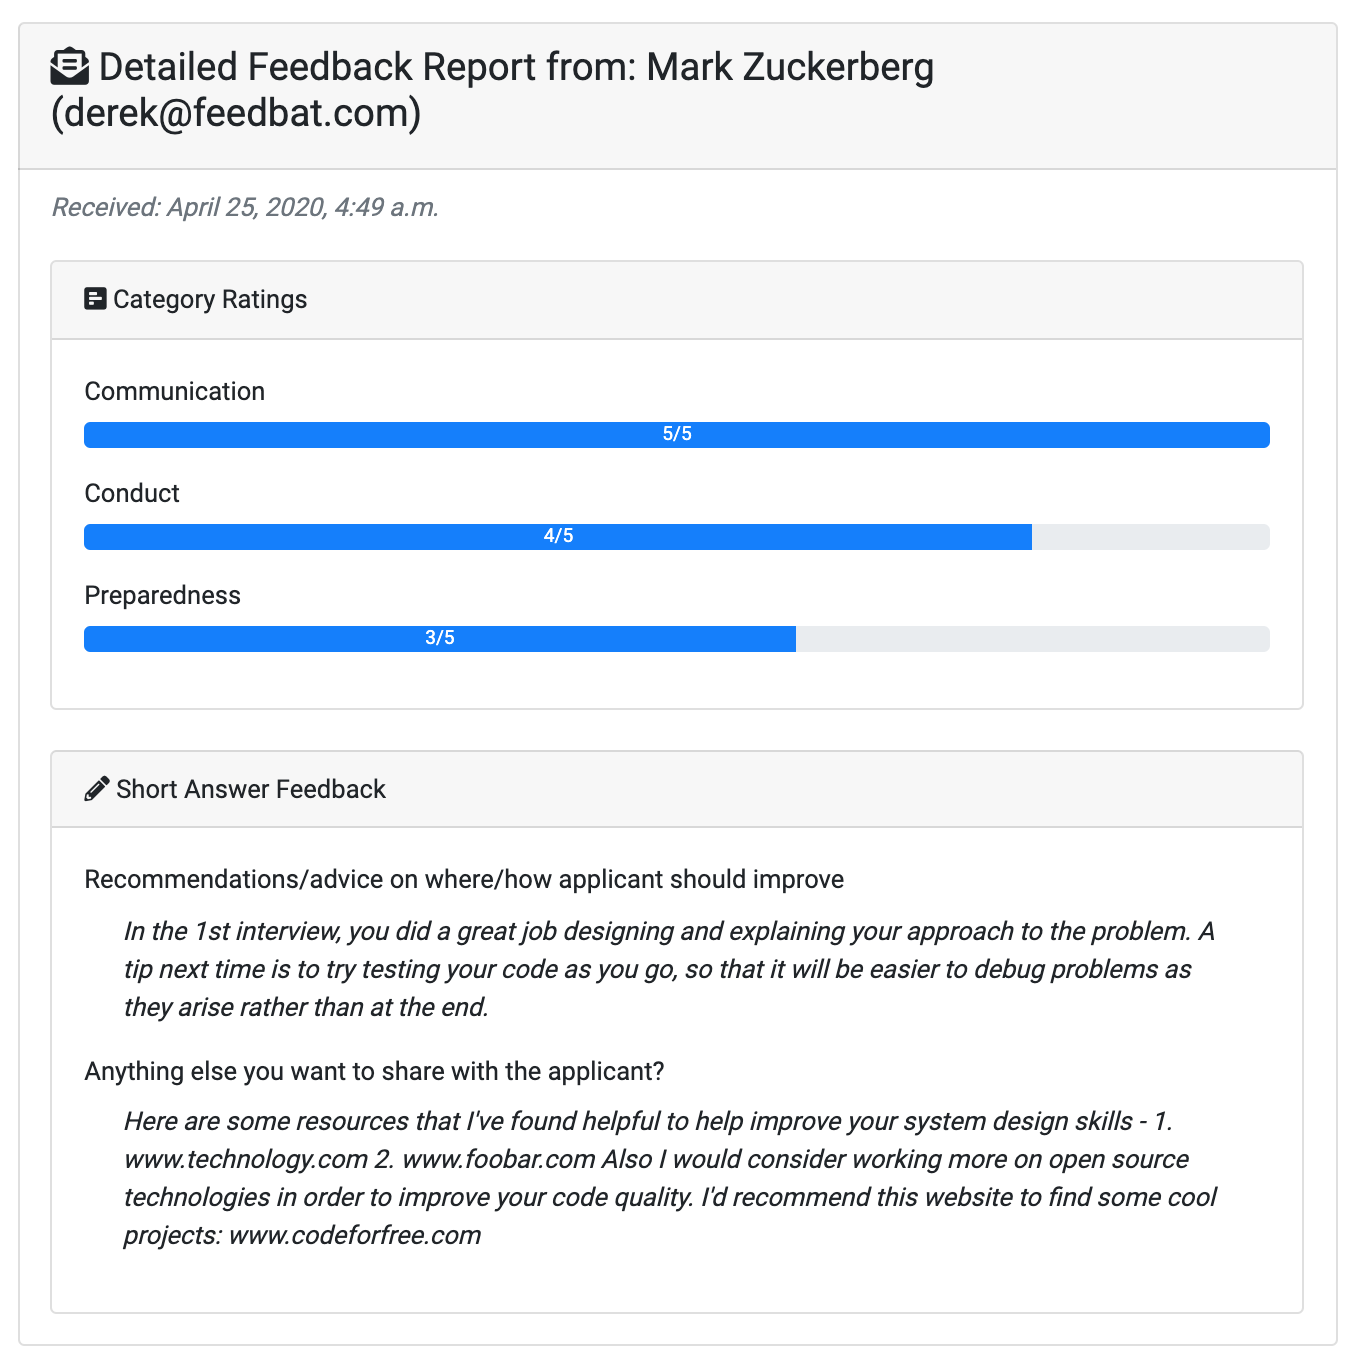 Detailed Feedback Report from: Mark Zuckerberg
(derek@feedbat.com)
Received: April 25, 2020, 4:49 a.m.
Category Ratings
Communication
5/5
Conduct
4/5
Preparedness
3/5
Short Answer Feedback
Recommendations/advice on where/how applicant should improve
In the 1st interview, you did a great job designing and explaining your approach to the problem. A
tip next time is to try testing your code as you go, so that it will be easier to debug problems as
they arise rather than at the end.
Anything else you want to share with the applicant?
Here are some resources that I've found helpful to help improve your system design skills - 1.
www.technology.com 2. www.foobar.com Also I would consider working more on open source
technologies in order to improve your code quality. I'd recommend this website to find some cool
projects: www.codeforfree.com